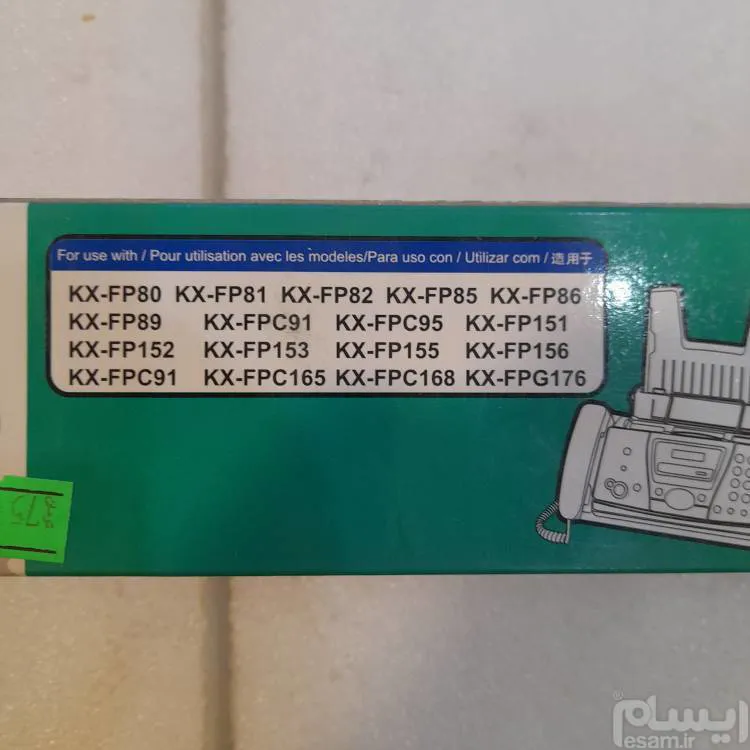 For use with / Pour utilisation avec les modeles/Para uso con / Utilizar com / 适用于
KX-FP80 KX-FP81 KX-FP82 KX-FP85 KX-FP86
KX-FP89 KX-FPC91 KX-FPC95 KX-FP151
KX-FP152 KX-FP153 KX-FP155 KX-FP156
KX-FPC91 KX-FPC165 KX-FPC168 KX-FPG176
ایسام
esam.ir